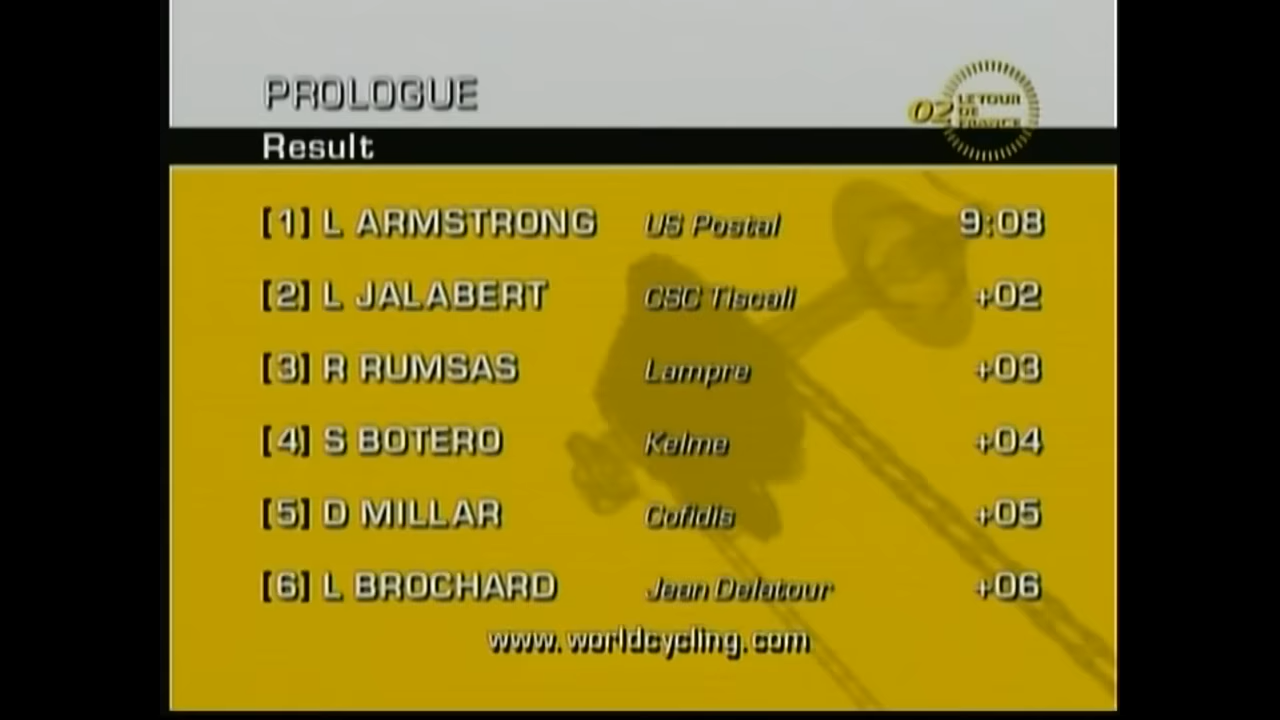 PROLOGUE
02 LE TOUR
DE
FRANCE
Result
[1] L ARMSTRONG US Postal 9:08
[2] L JALABERT CSC Tiscali +02
[3] R RUMSAS Lampre +03
[4] S BOTERO Kelme +04
[5] D MILLAR Cofidis +05
[6] L BROCHARD Jean Delatour +06
www.worldcycling.com